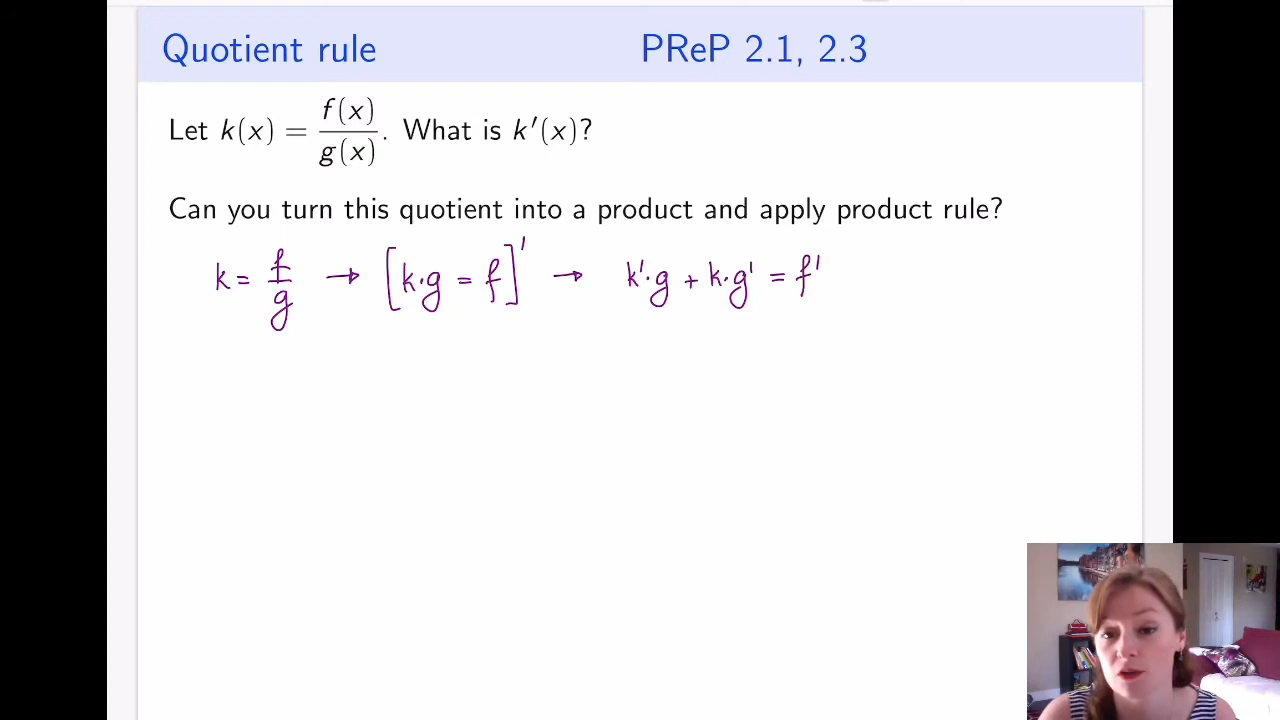 Quotient rule PReP 2.1, 2.3
Let k(x) = f(x)/g(x). What is k′(x)?
Can you turn this quotient into a product and apply product rule?
k = f/g → [k·g = f]′ → k′·g + k·g′ = f′